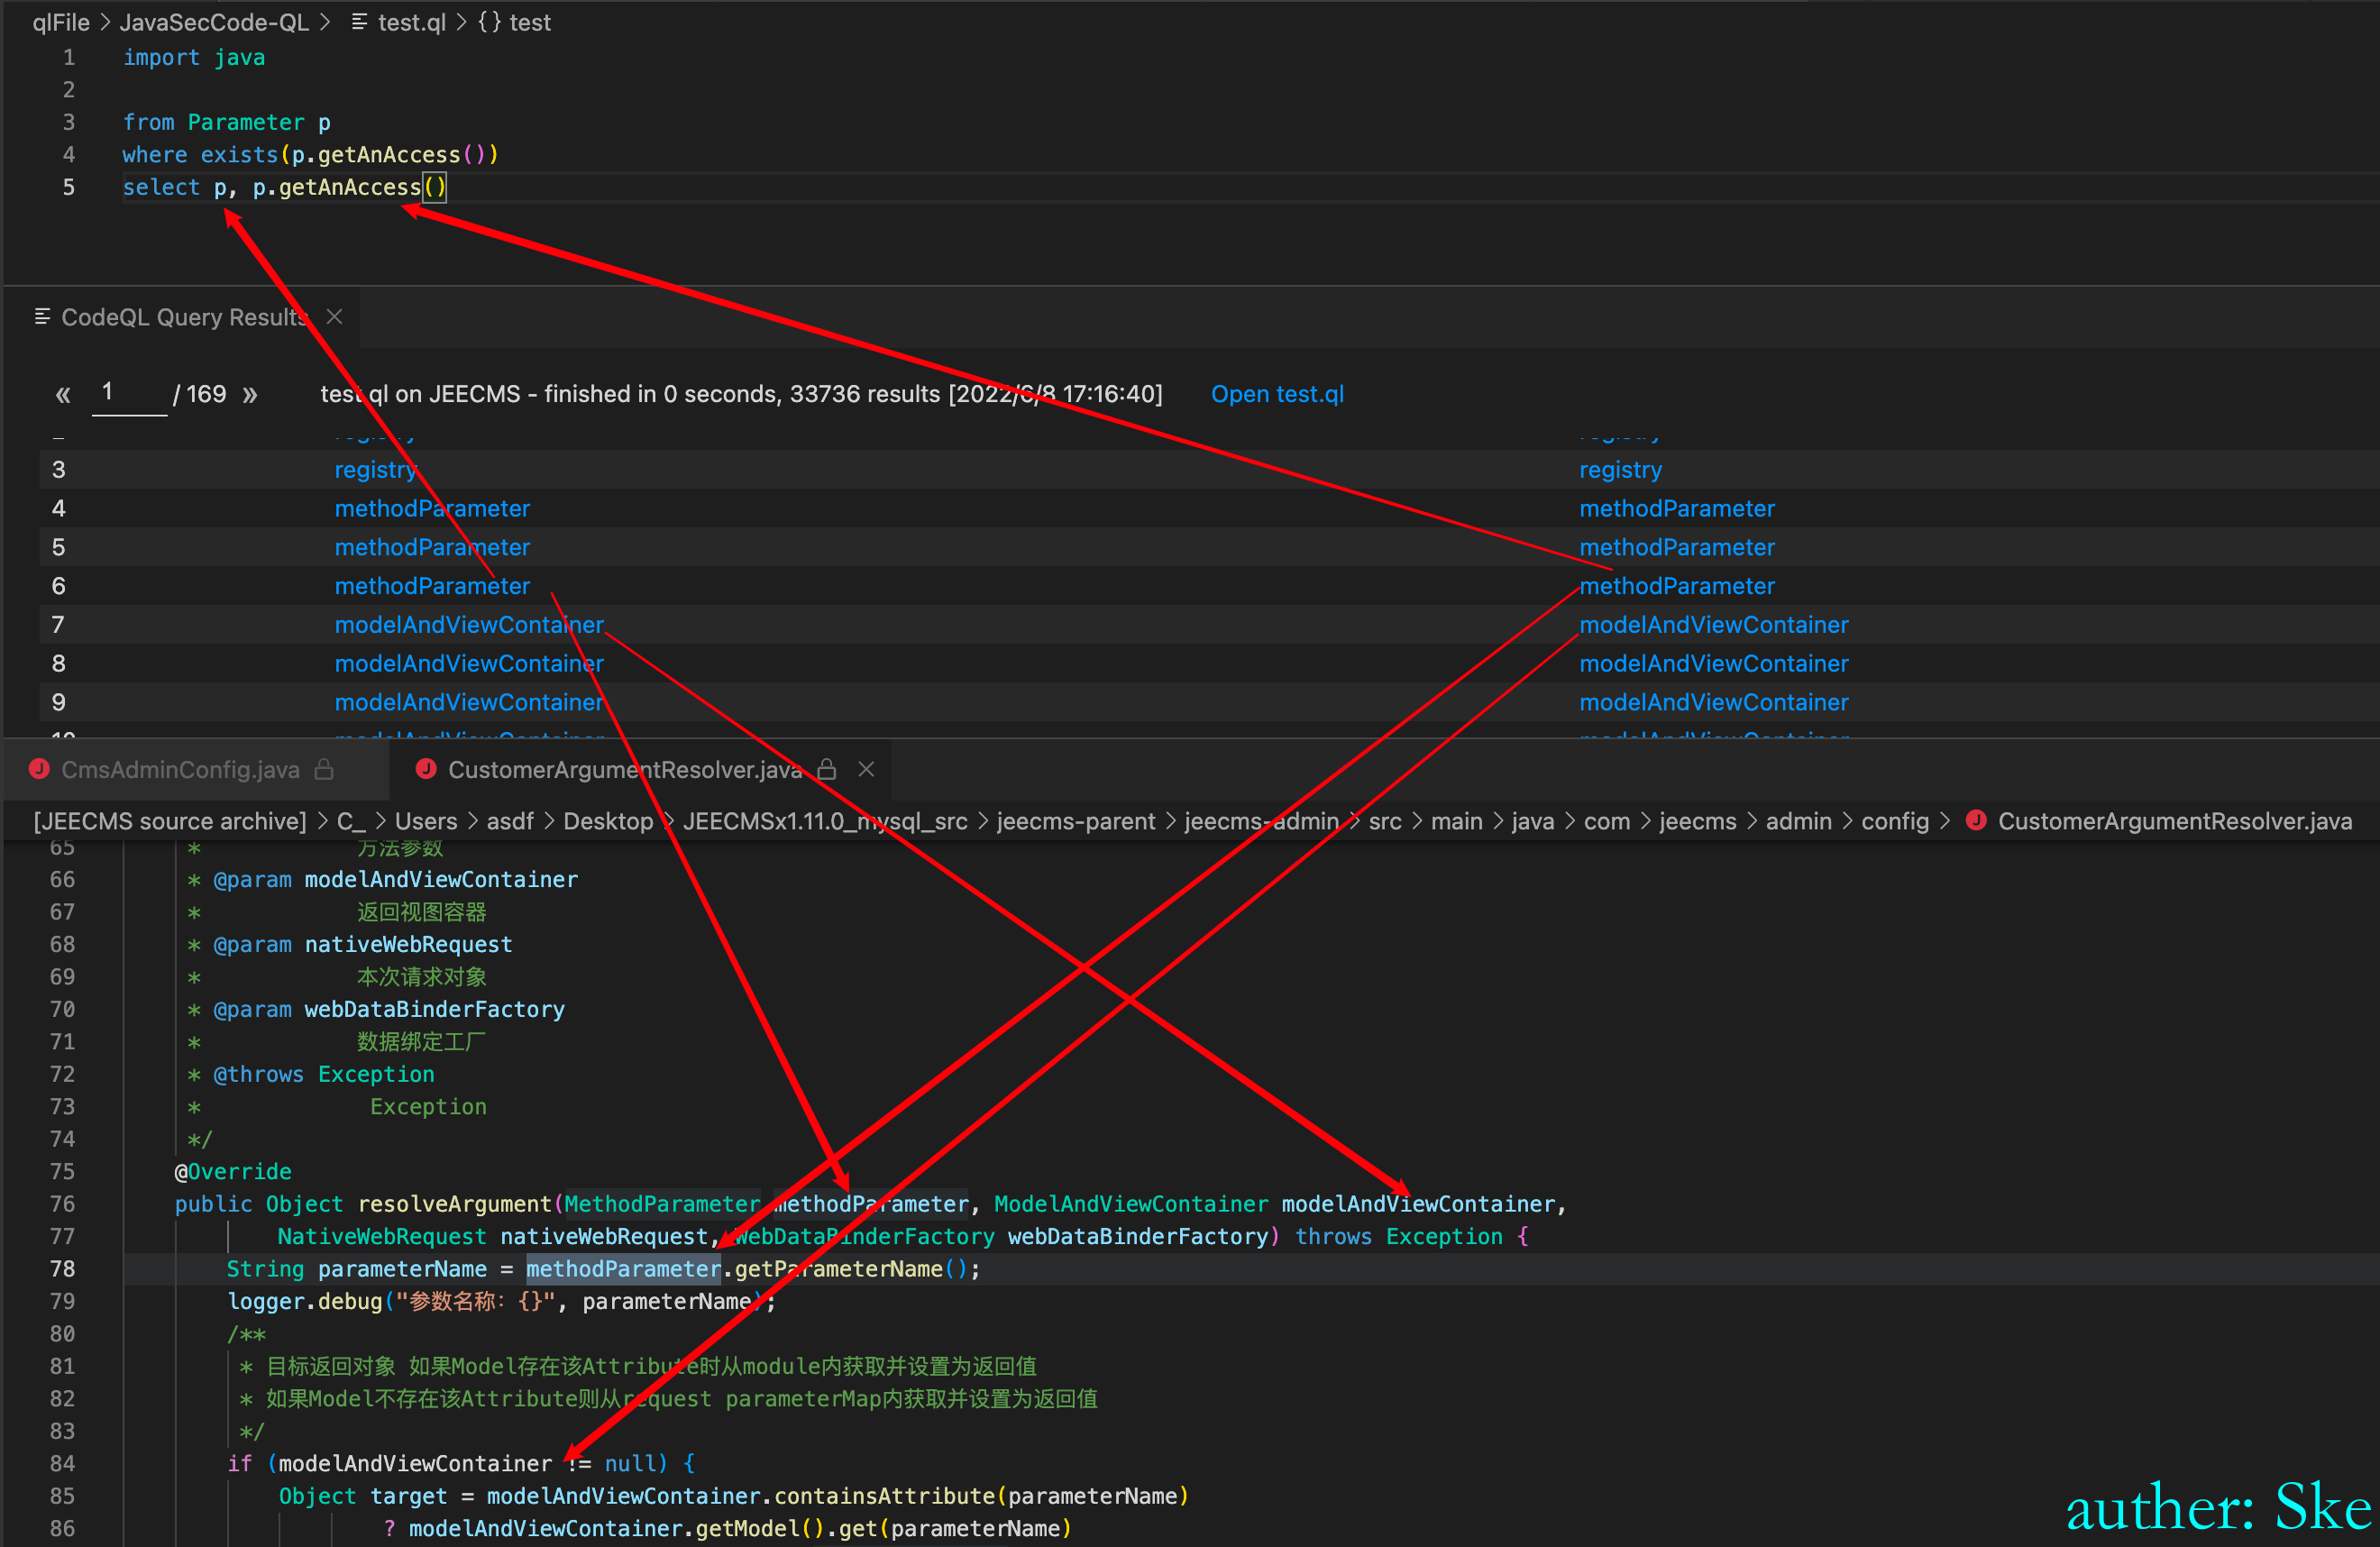 qlFile > JavaSecCode-QL > test.ql > {} test
1 import java
2
3 from Parameter p
4 where exists(p.getAnAccess())
5 select p, p.getAnAccess()
CodeQL Query Results
« 1 / 169 » test.ql on JEECMS - finished in 0 seconds, 33736 results [2022/6/8 17:16:40] Open test.ql
3 registry registry
4 methodParameter methodParameter
5 methodParameter methodParameter
6 methodParameter methodParameter
7 modelAndViewContainer modelAndViewContainer
8 modelAndViewContainer modelAndViewContainer
9 modelAndViewContainer modelAndViewContainer
CmsAdminConfig.java CustomerArgumentResolver.java
[JEECMS source archive] > C_ > Users > asdf > Desktop > JEECMSx1.11.0_mysql_src > jeecms-parent > jeecms-admin > src > main > java > com > jeecms > admin > config > CustomerArgumentResolver.java
65 * 方法参数
66 * @param modelAndViewContainer
67 * 返回视图容器
68 * @param nativeWebRequest
69 * 本次请求对象
70 * @param webDataBinderFactory
71 * 数据绑定工厂
72 * @throws Exception
73 * Exception
74 */
75 @Override
76 public Object resolveArgument(MethodParameter methodParameter, ModelAndViewContainer modelAndViewContainer,
77 NativeWebRequest nativeWebRequest, WebDataBinderFactory webDataBinderFactory) throws Exception {
78 String parameterName = methodParameter.getParameterName();
79 logger.debug("参数名称: {}", parameterName);
80 /**
81 * 目标返回对象 如果Model存在该Attribute时从module内获取并设置为返回值
82 * 如果Model不存在该Attribute则从request parameterMap内获取并设置为返回值
83 */
84 if (modelAndViewContainer != null) {
85 Object target = modelAndViewContainer.containsAttribute(parameterName)
86 ? modelAndViewContainer.getModel().get(parameterName)
auther: Ske